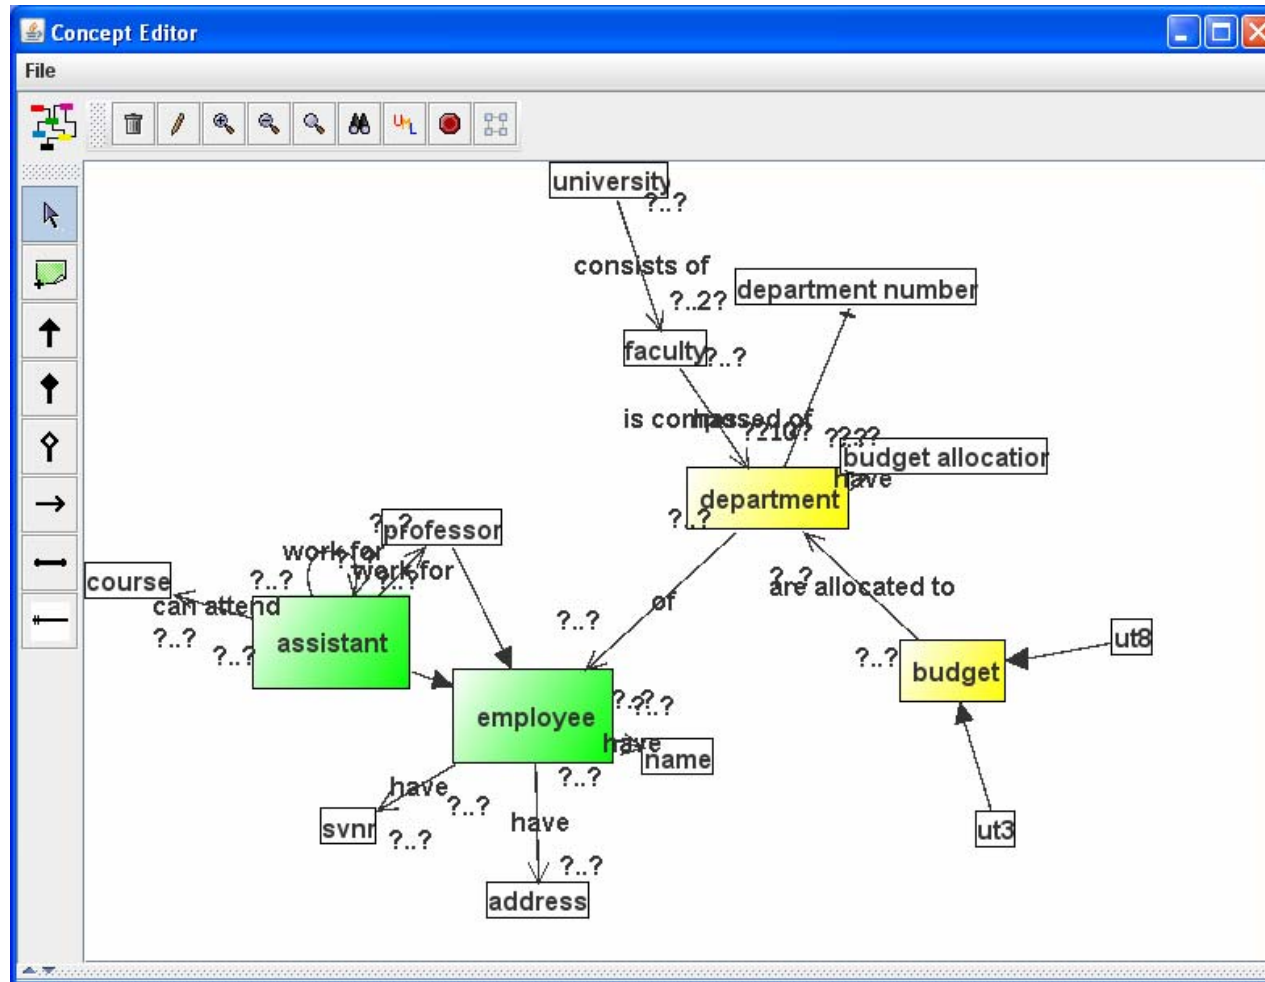 Concept Editor
File
UML
university
?..?
consists of
department number
?..2?
faculty
?..?
is composed of
has
?..?
budget allocation
have
department
?..?
professor
?..?
work for
work for
?..?
course
?..?
can attend
?..?
are allocated to
of
?..?
?..?
assistant
?..?
ut8
?..?
budget
employee
?..?
?..?
have
name
?..?
have
?..?
svnr
?..?
have
ut3
?..?
address